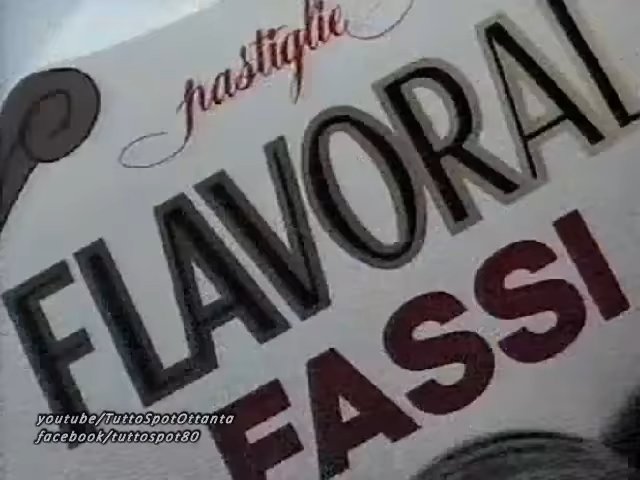 pastiglie
FLAVORAL
FASSI
youtube/TuttoSpotOttanta
facebook/tuttospot80